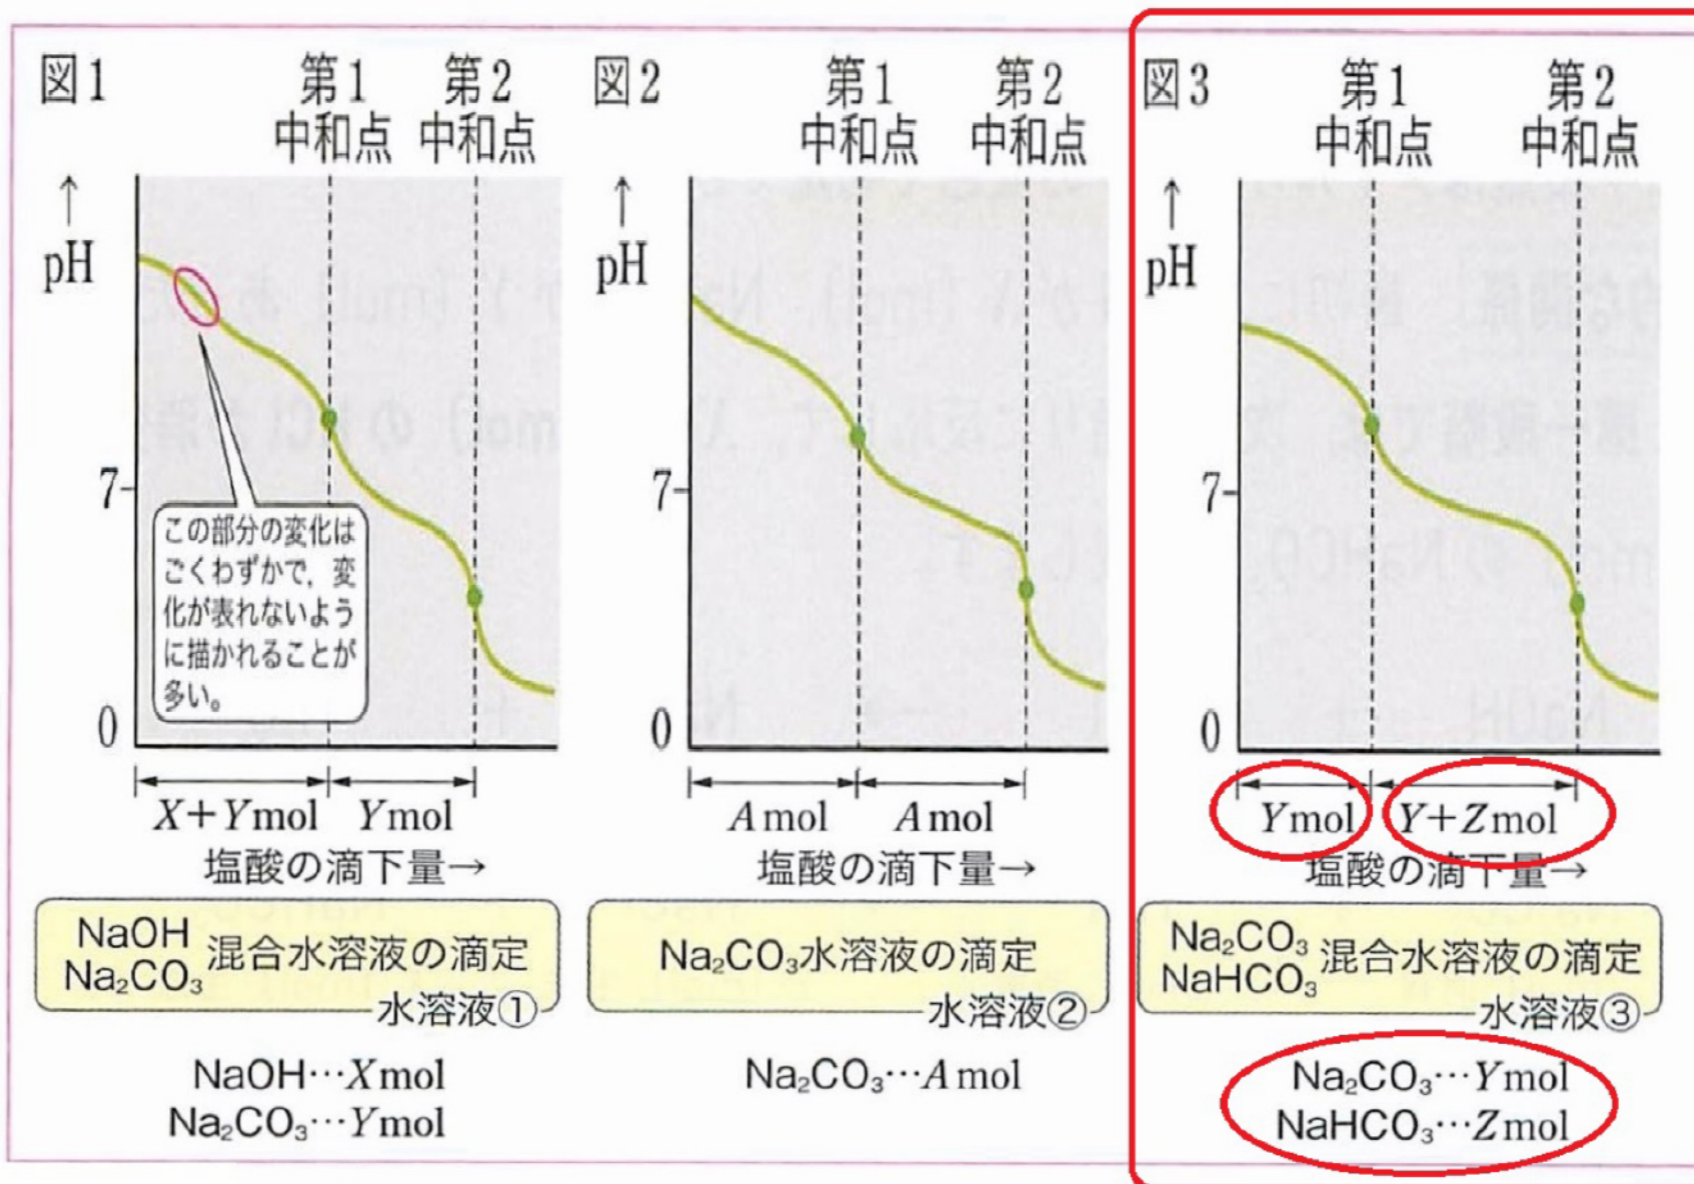 図1
第1
中和点
第2
中和点
↑
pH
7
0
この部分の変化は
ごくわずかで，変
化が表れないよう
に描かれることが
多い。
X+Ymol
Ymol
塩酸の滴下量→
NaOH
Na₂CO₃
混合水溶液の滴定
水溶液①
NaOH…Xmol
Na₂CO₃…Ymol
図2
第1
中和点
第2
中和点
↑
pH
7
0
Amol
Amol
塩酸の滴下量→
Na₂CO₃水溶液の滴定
水溶液②
Na₂CO₃…Amol
図3
第1
中和点
第2
中和点
↑
pH
7
0
Ymol
Y+Zmol
塩酸の滴下量→
Na₂CO₃
NaHCO₃
混合水溶液の滴定
水溶液③
Na₂CO₃…Ymol
NaHCO₃…Zmol